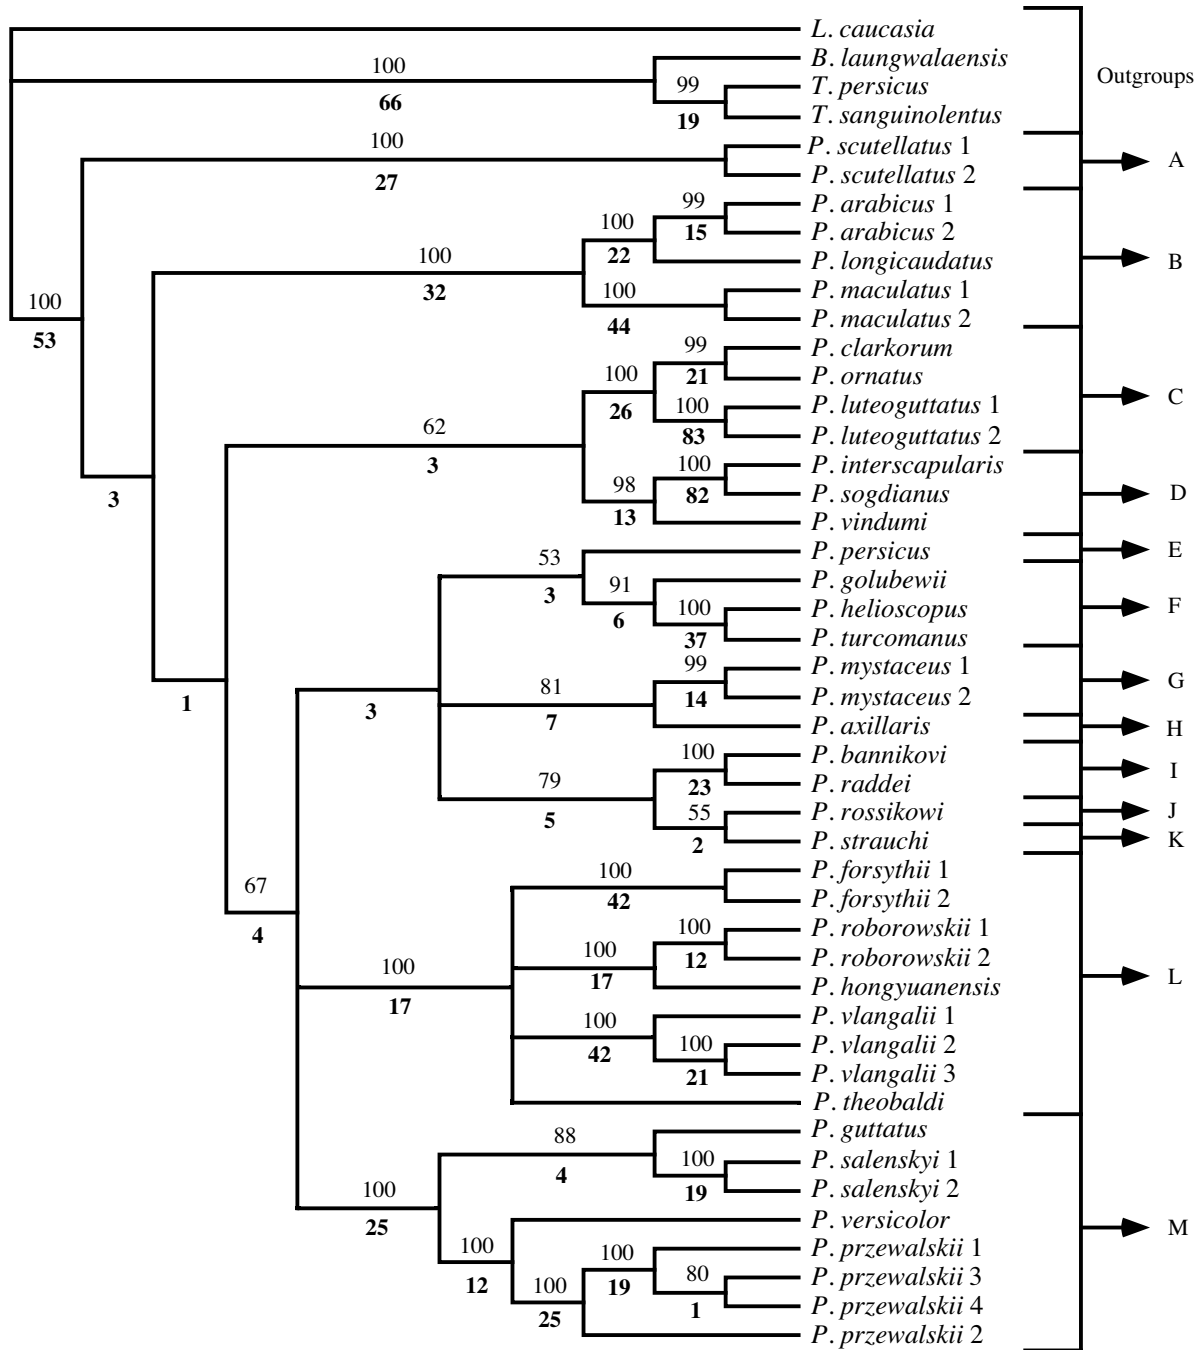 L. caucasia
B. laungwalaensis
100
66
99
19
T. persicus
T. sanguinolentus
Outgroups
100
27
P. scutellatus 1
P. scutellatus 2
A
100
53
100
32
100
22
99
15
P. arabicus 1
P. arabicus 2
P. longicaudatus
100
44
P. maculatus 1
P. maculatus 2
B
3
62
3
100
26
99
21
P. clarkorum
P. ornatus
100
83
P. luteoguttatus 1
P. luteoguttatus 2
C
98
13
100
82
P. interscapularis
P. sogdianus
P. vindumi
D
1
3
53
3
P. persicus
E
91
6
P. golubewii
100
37
P. helioscopus
P. turcomanus
F
81
7
99
14
P. mystaceus 1
P. mystaceus 2
G
P. axillaris
H
79
5
100
23
P. bannikovi
P. raddei
I
55
2
P. rossikowi
J
P. strauchi
K
67
4
100
17
100
42
P. forsythii 1
P. forsythii 2
100
17
100
12
P. roborowskii 1
P. roborowskii 2
P. hongyuanensis
L
100
42
P. vlangalii 1
100
21
P. vlangalii 2
P. vlangalii 3
P. theobaldi
100
25
88
4
P. guttatus
100
19
P. salenskyi 1
P. salenskyi 2
100
12
P. versicolor
M
100
25
100
19
P. przewalskii 1
80
1
P. przewalskii 3
P. przewalskii 4
P. przewalskii 2